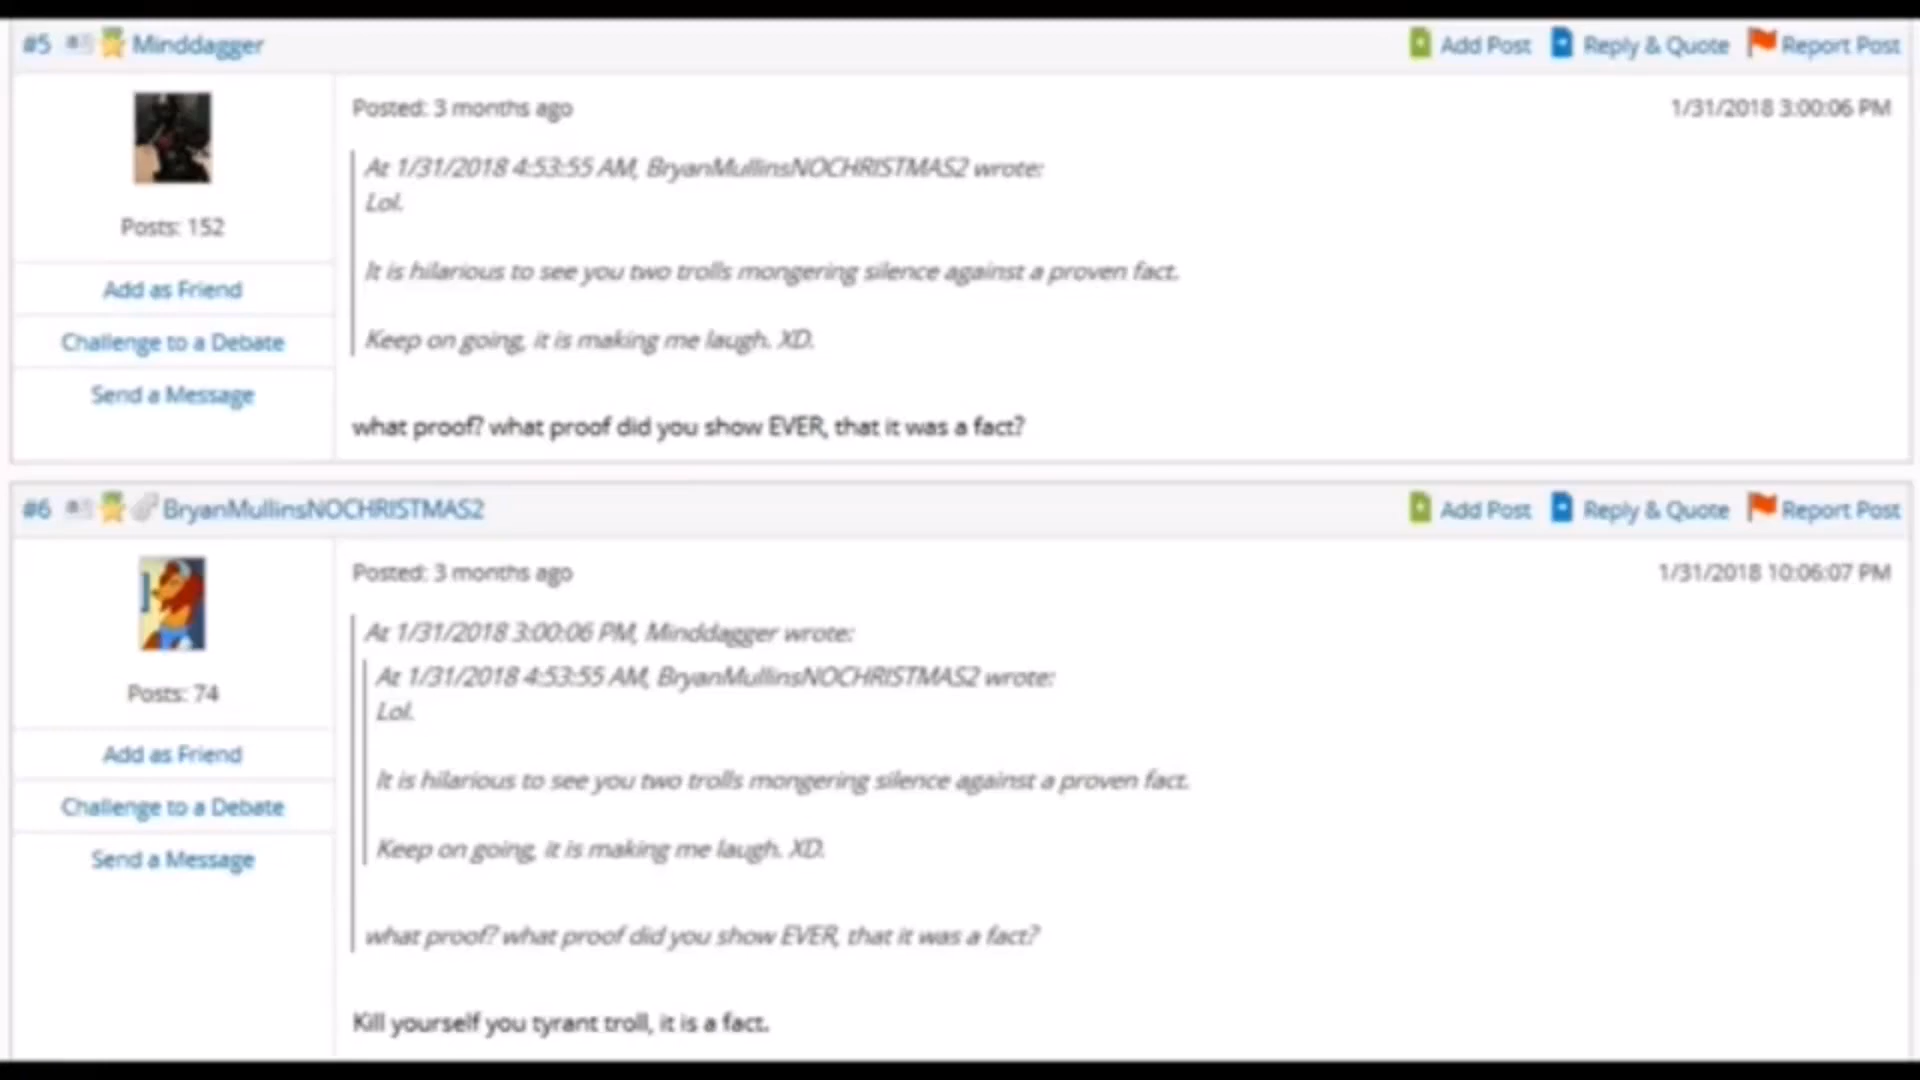 #5 Minddagger Add Post Reply & Quote Report Post
Posted: 3 months ago 1/31/2018 3:00:06 PM
At 1/31/2018 4:53:55 AM, BryanMullinsNOCHRISTMAS2 wrote:
Lol.
Posts: 152
It is hilarious to see you two trolls mongering silence against a proven fact.
Add as Friend
Keep on going, it is making me laugh. XD.
Challenge to a Debate
Send a Message
what proof? what proof did you show EVER, that it was a fact?
#6 BryanMullinsNOCHRISTMAS2 Add Post Reply & Quote Report Post
Posted: 3 months ago 1/31/2018 10:06:07 PM
At 1/31/2018 3:00:06 PM, Minddagger wrote:
At 1/31/2018 4:53:55 AM, BryanMullinsNOCHRISTMAS2 wrote:
Posts: 74
Lol.
Add as Friend
It is hilarious to see you two trolls mongering silence against a proven fact.
Challenge to a Debate
Keep on going, it is making me laugh. XD.
Send a Message
what proof? what proof did you show EVER, that it was a fact?
Kill yourself you tyrant troll, it is a fact.